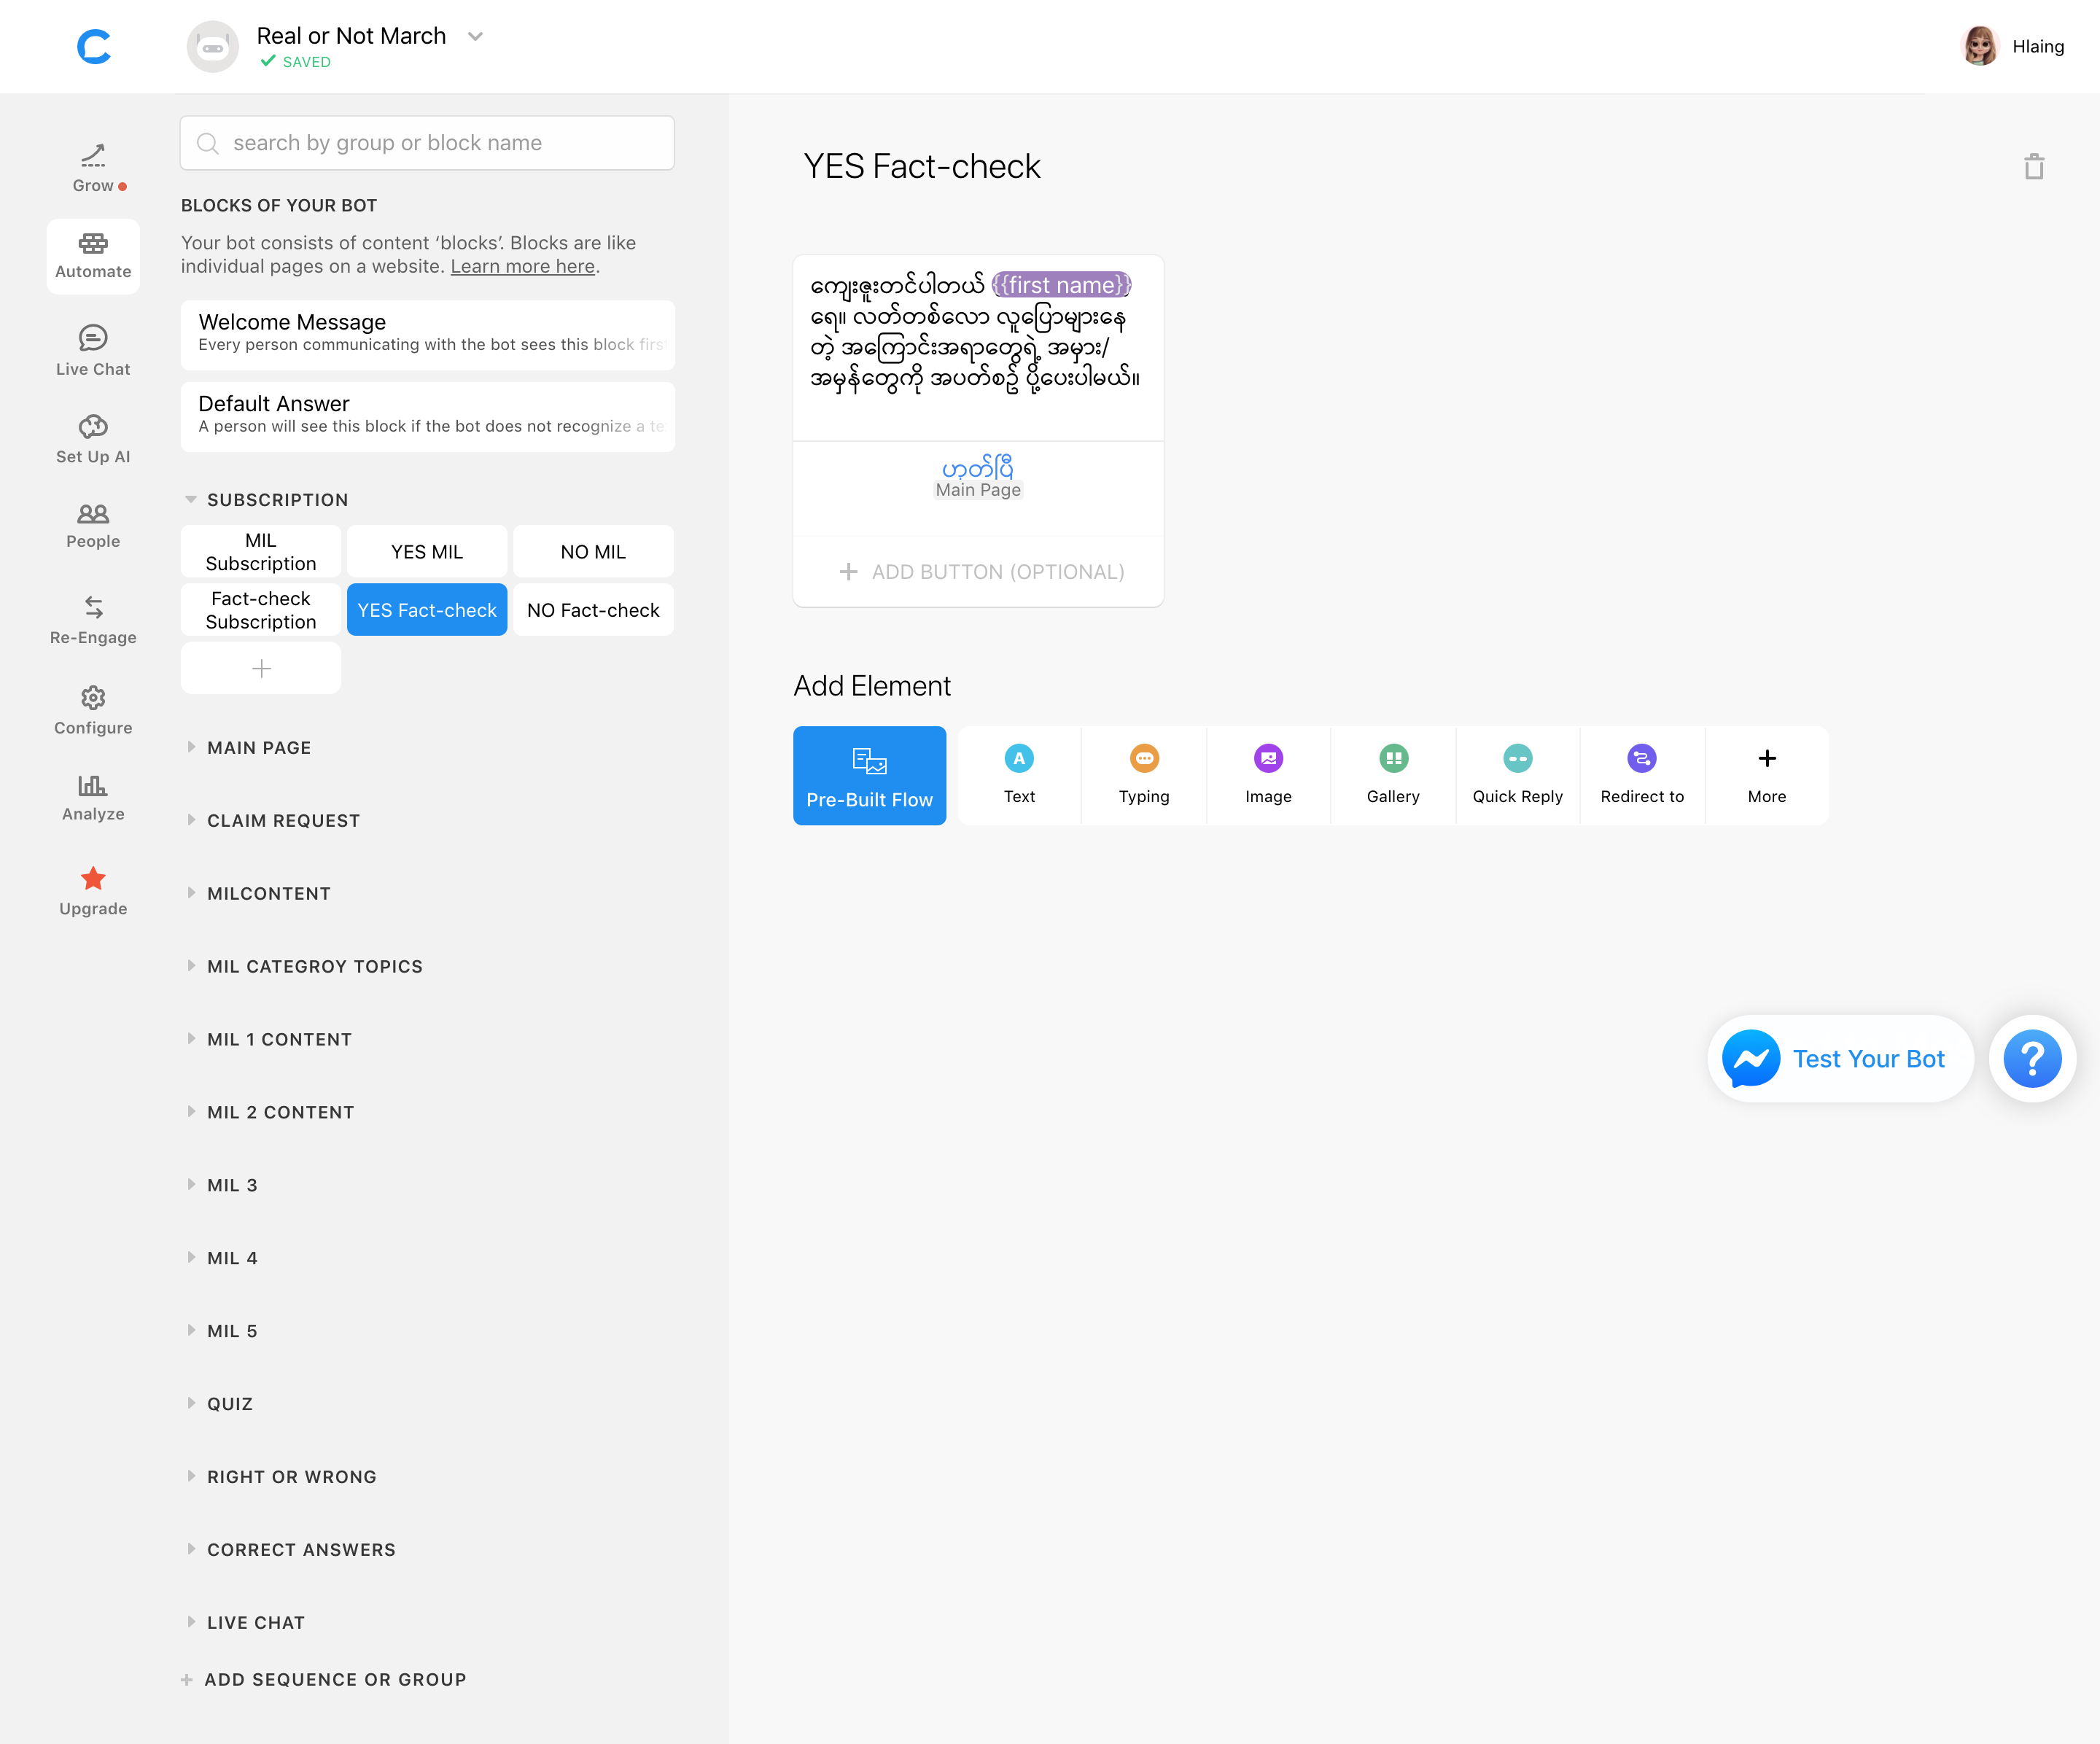 Real or Not March
SAVED
Hlaing
Grow
Automate
Live Chat
Set Up AI
People
Re-Engage
Configure
Analyze
Upgrade
search by group or block name
BLOCKS OF YOUR BOT
Your bot consists of content ‘blocks’. Blocks are like
individual pages on a website. Learn more here.
Welcome Message
Every person communicating with the bot sees this block first
Default Answer
A person will see this block if the bot does not recognize a te
SUBSCRIPTION
MIL
Subscription
YES MIL
NO MIL
Fact-check
Subscription
YES Fact-check
NO Fact-check
MAIN PAGE
CLAIM REQUEST
MILCONTENT
MIL CATEGROY TOPICS
MIL 1 CONTENT
MIL 2 CONTENT
MIL 3
MIL 4
MIL 5
QUIZ
RIGHT OR WRONG
CORRECT ANSWERS
LIVE CHAT
ADD SEQUENCE OR GROUP
YES Fact-check
ကျေးဇူးတင်ပါတယ် {{first name}}
ရေ။ လတ်တစ်လော လူပြောများနေ
တဲ့ အကြောင်းအရာတွေရဲ့ အမှား/
အမှန်တွေကို အပတ်စဥ် ပို့ပေးပါမယ်။
ဟုတ်ပြီ
Main Page
ADD BUTTON (OPTIONAL)
Add Element
Pre-Built Flow
Text
Typing
Image
Gallery
Quick Reply
Redirect to
More
Test Your Bot